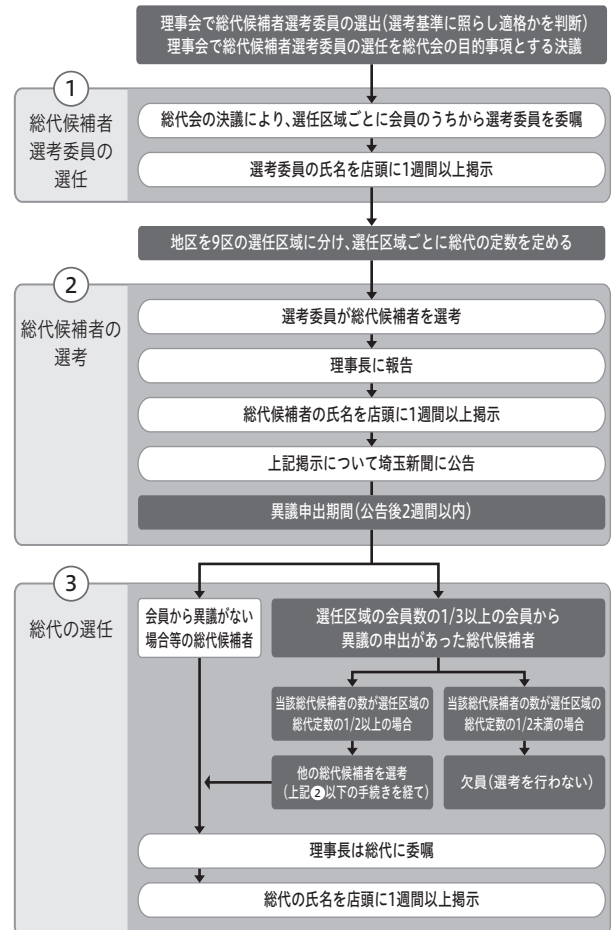 理事会で総代候補者選考委員の選出(選考基準に照らし適格かを判断)
理事会で総代候補者選考委員の選任を総代会の目的事項とする決議
1
総代候補者
選考委員の
選任
総代会の決議により、選任区域ごとに会員のうちから選考委員を委嘱
選考委員の氏名を店頭に1週間以上掲示
地区を9区の選任区域に分け、選任区域ごとに総代の定数を定める
2
総代候補者の
選考
選考委員が総代候補者を選考
理事長に報告
総代候補者の氏名を店頭に1週間以上掲示
上記掲示について埼玉新聞に公告
異議申出期間(公告後2週間以内)
3
総代の選任
会員から異議がない
場合等の総代候補者
選任区域の会員数の1/3以上の会員から
異議の申出があった総代候補者
当該総代候補者の数が選任区域の
総代定数の1/2以上の場合
当該総代候補者の数が選任区域の
総代定数の1/2未満の場合
他の総代候補者を選考
(上記❷以下の手続きを経て)
欠員(選考を行わない)
理事長は総代に委嘱
総代の氏名を店頭に1週間以上掲示